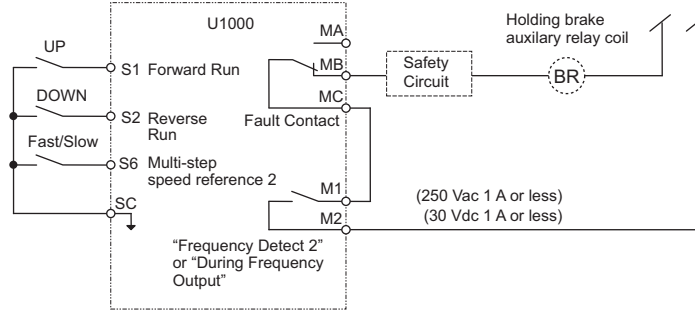 U1000
UP
S1 Forward Run
DOWN
S2 Reverse
Run
Fast/Slow
S6 Multi-step
speed reference 2
SC
MA
MB
MC
Fault Contact
M1
M2
“Frequency Detect 2”
or “During Frequency
Output”
Safety
Circuit
Holding brake
auxilary relay coil
BR
(250 Vac 1 A or less)
(30 Vdc 1 A or less)